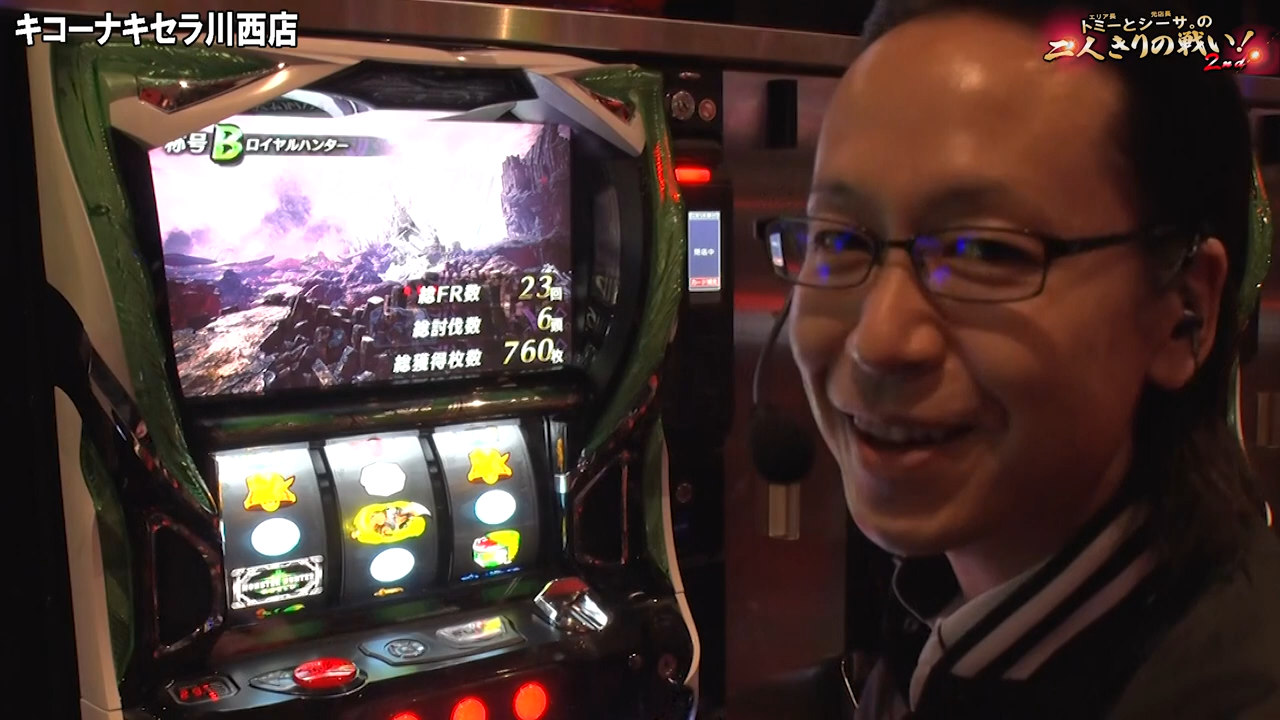 キコーナキセラ川西店
エリア長 元店長
トミーとシーサ。の
二人きりの戦い!
2nd
称号 B ロイヤルハンター
総FR数 23回
総討伐数 6頭
総獲得枚数 760枚
MONSTER HUNTER